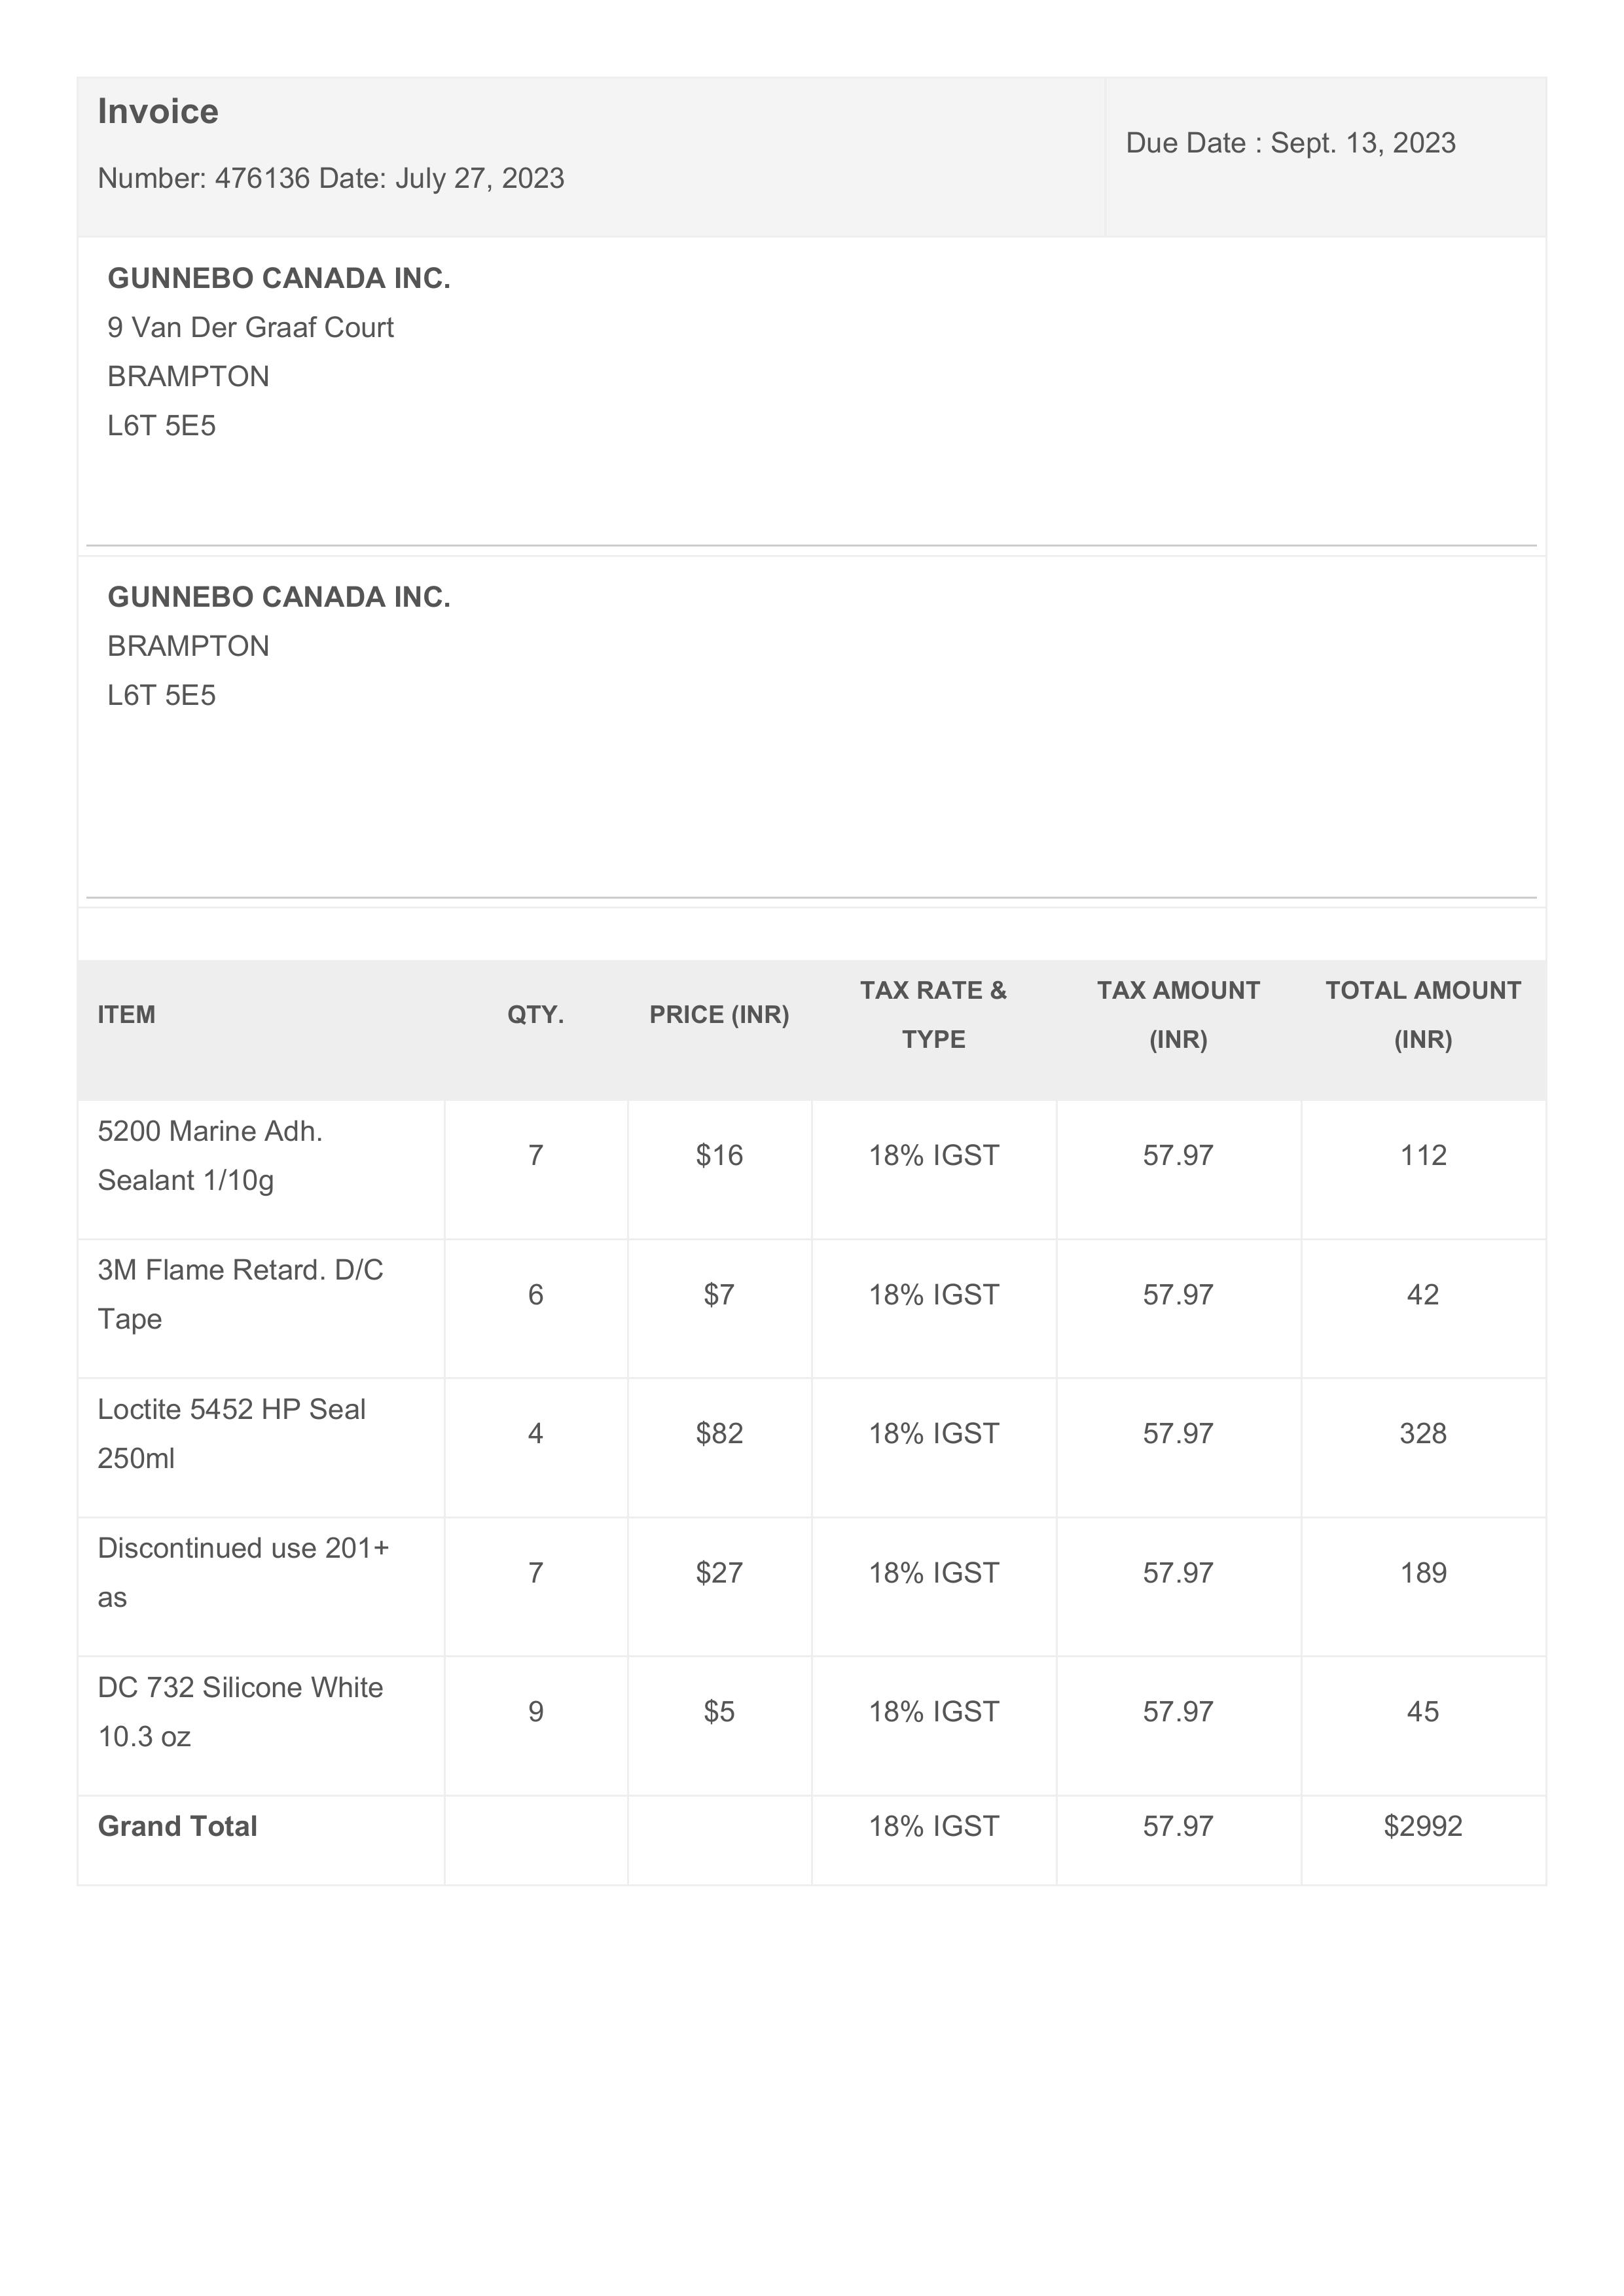 Invoice
Number: 476136 Date: July 27, 2023
Due Date : Sept. 13, 2023
GUNNEBO CANADA INC.
9 Van Der Graaf Court
BRAMPTON
L6T 5E5
GUNNEBO CANADA INC.
BRAMPTON
L6T 5E5
ITEM QTY. PRICE (INR) TAX RATE & TYPE TAX AMOUNT (INR) TOTAL AMOUNT (INR)
5200 Marine Adh.
Sealant 1/10g
7 $16 18% IGST 57.97 112
3M Flame Retard. D/C
Tape
6 $7 18% IGST 57.97 42
Loctite 5452 HP Seal
250ml
4 $82 18% IGST 57.97 328
Discontinued use 201+
as
7 $27 18% IGST 57.97 189
DC 732 Silicone White
10.3 oz
9 $5 18% IGST 57.97 45
Grand Total 18% IGST 57.97 $2992